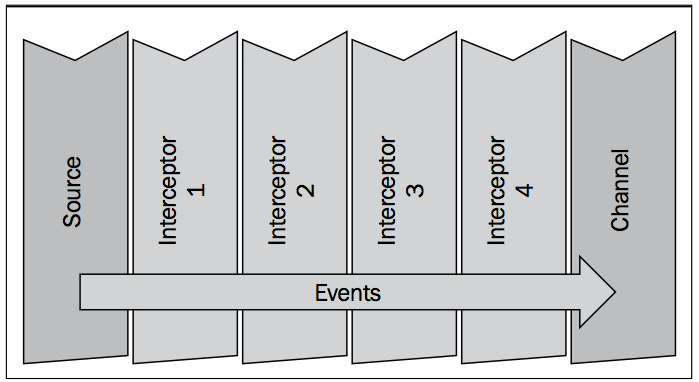 Source
Interceptor
1
Interceptor
2
Interceptor
3
Interceptor
4
Channel
Events